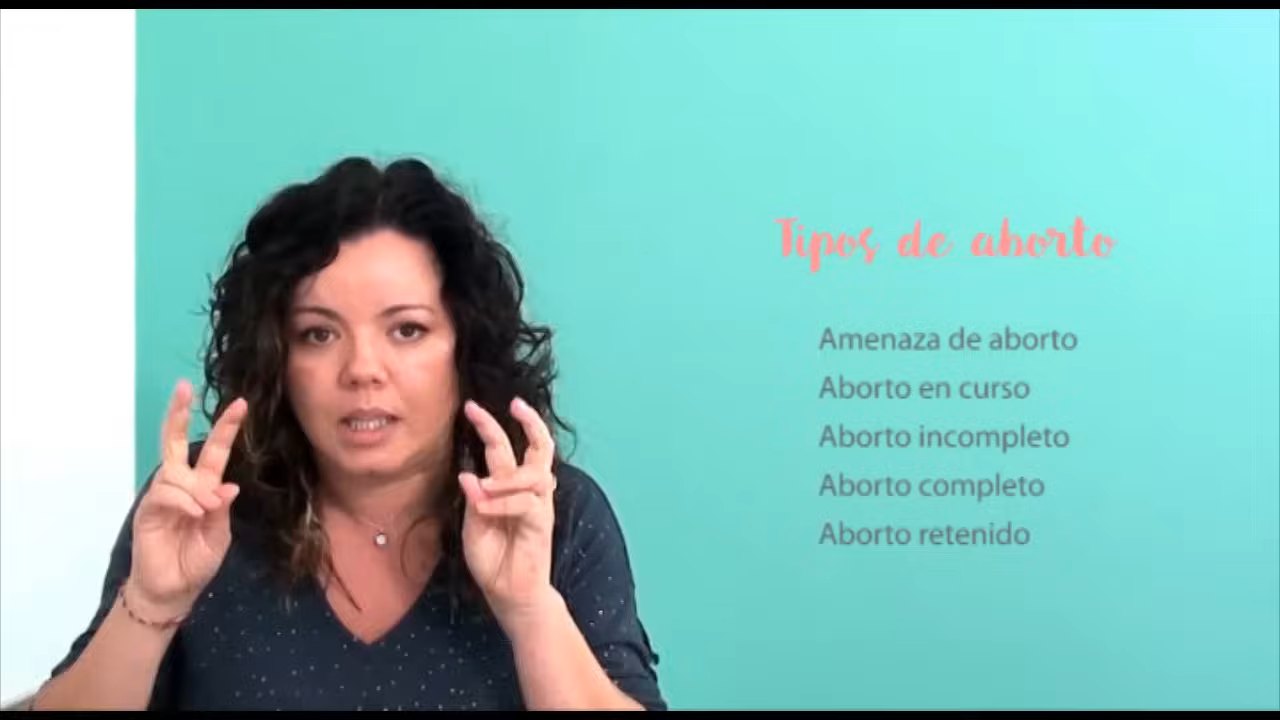 Tipos de aborto
Amenaza de aborto
Aborto en curso
Aborto incompleto
Aborto completo
Aborto retenido